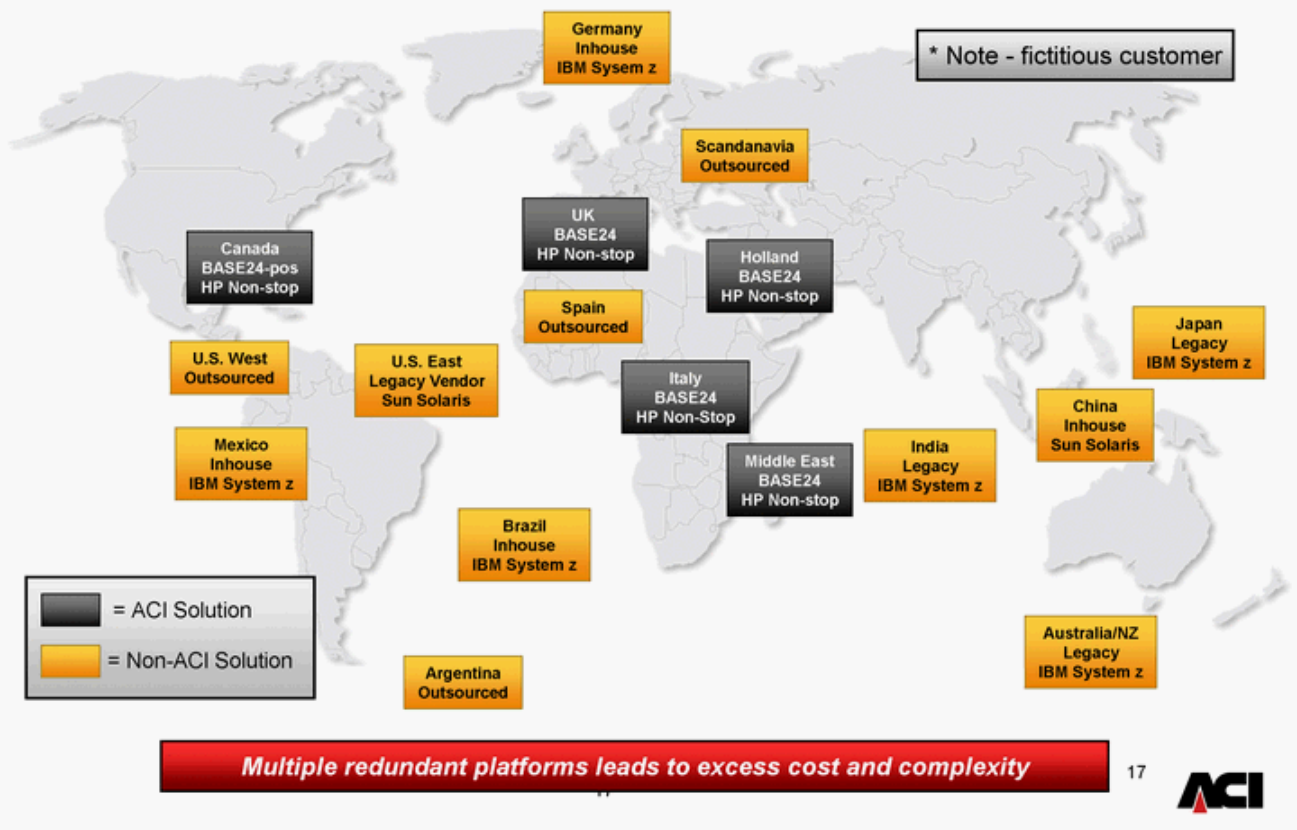 Germany
Inhouse
IBM Sysem z
* Note - fictitious customer
Scandanavia
Outsourced
UK
BASE24
HP Non-stop
Canada
BASE24-pos
HP Non-stop
Holland
BASE24
HP Non-stop
Spain
Outsourced
Japan
Legacy
IBM System z
U.S. West
Outsourced
U.S. East
Legacy Vendor
Sun Solaris
Italy
BASE24
HP Non-Stop
China
Inhouse
Sun Solaris
Mexico
Inhouse
IBM System z
Middle East
BASE24
HP Non-stop
India
Legacy
IBM System z
Brazil
Inhouse
IBM System z
= ACI Solution
= Non-ACI Solution
Australia/NZ
Legacy
IBM System z
Argentina
Outsourced
Multiple redundant platforms leads to excess cost and complexity
17
ACI